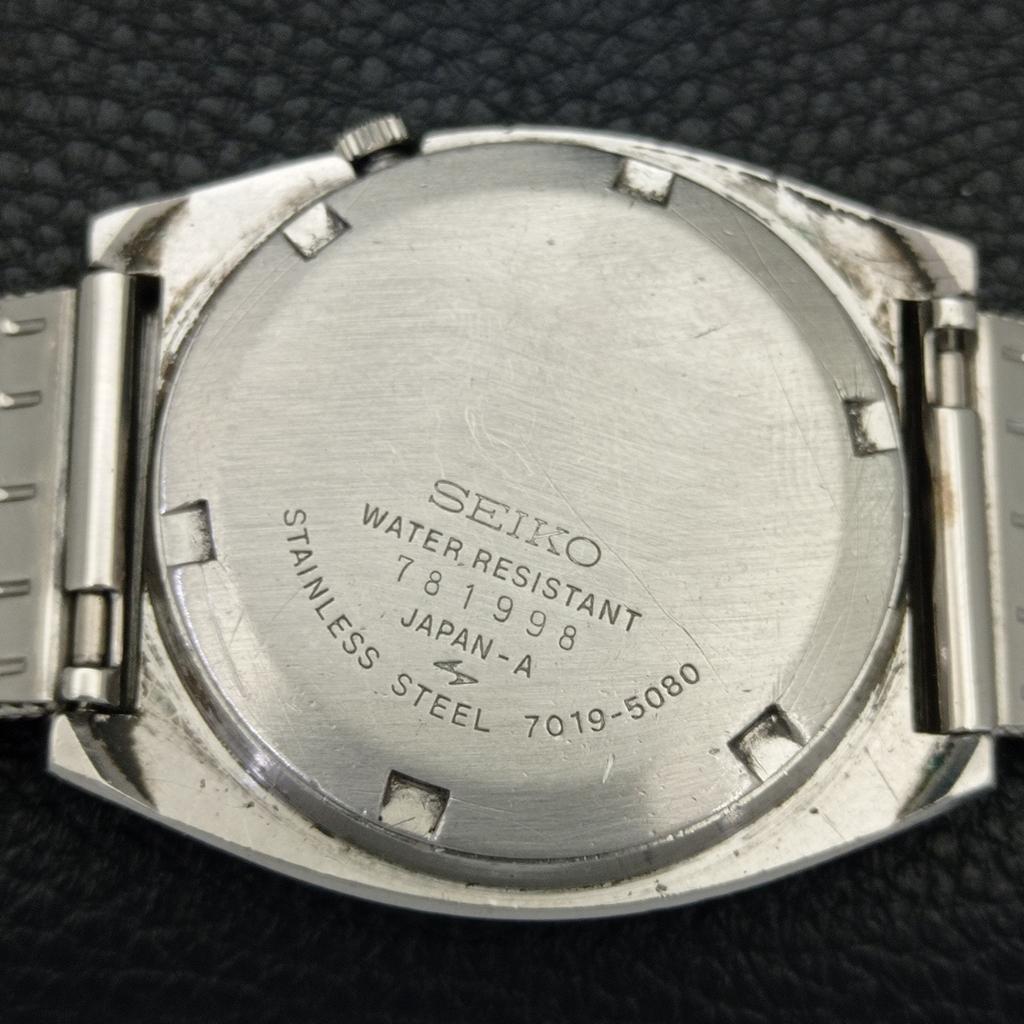 SEIKO
WATER RESISTANT
781998
JAPAN-A
STAINLESS STEEL 7019-5080